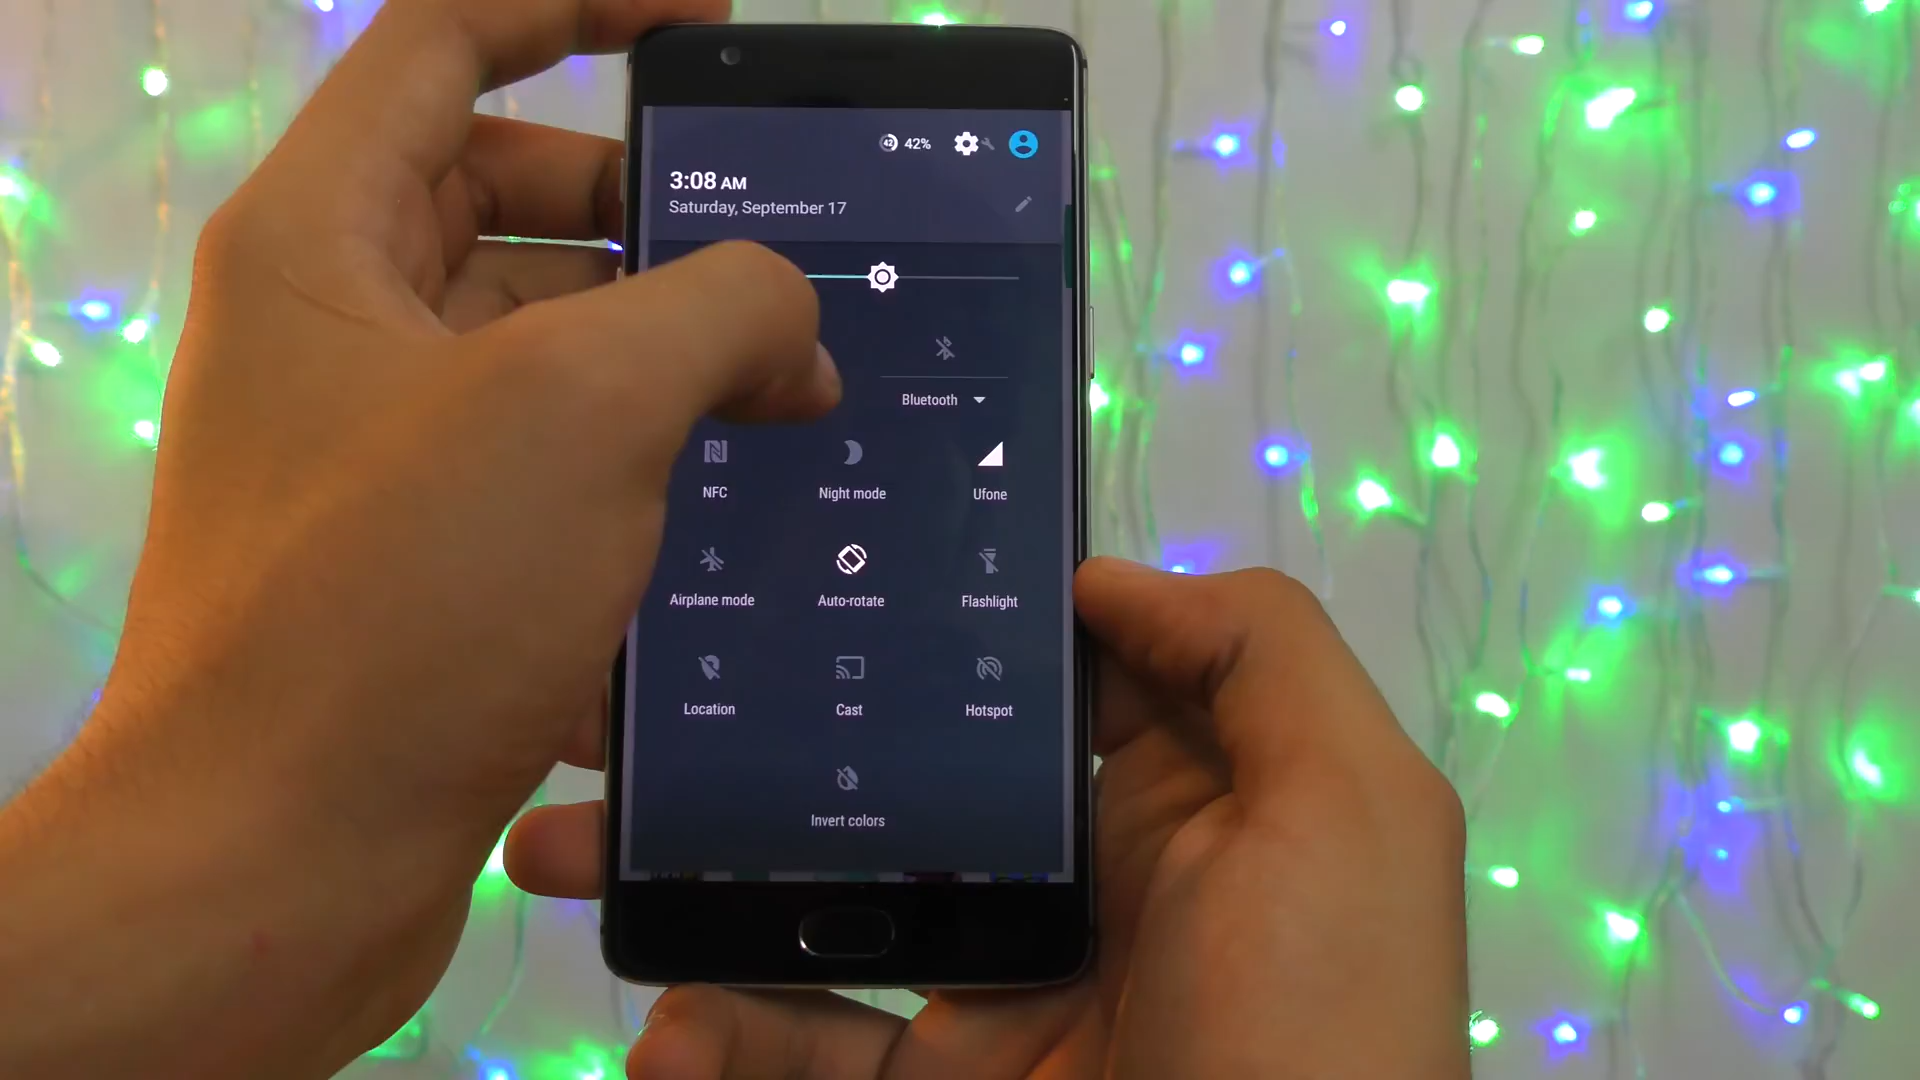 42 42%
3:08 AM
Saturday, September 17
Bluetooth
NFC Night mode Ufone
Airplane mode Auto-rotate Flashlight
Location Cast Hotspot
Invert colors